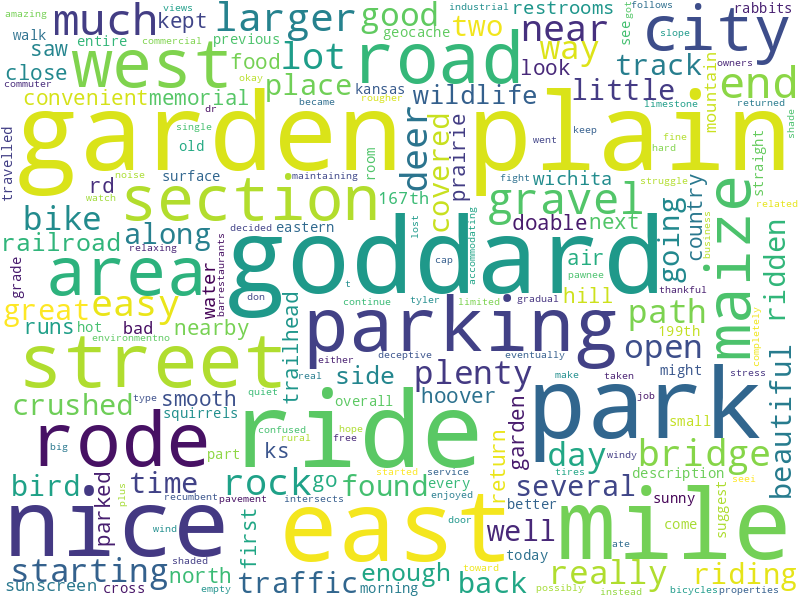 amazing
views
industrial
restrooms
follows
got
rabbits
much
larger
good
two
near
city
walk
entire
kept
previous
geocache
see
slope
commercial
saw
lot
road
way
look
track
end
close
west
food
place
kansas
wildlife
little
mountain
owners
commuter
okay
rougher
convenient
memorial
dr
limestone
returned
shade
garden
plain
deer
covered
became
single
went
keep
fine
hard
travelled
old
noise
maintaining
prairie
straight
rd
surface
room
fight
wichita
struggle
related
watch
section
167th
gravel
country
maize
bike
along
eastern
lost
doable
next
going
business
railroad
relaxing
decided
goddard
accommodating
ridden
grade
area
water
barrestaurants
cap
air
pawnee
hill
thankful
great
easy
don
t
continue
tyler
limited
gradual
path
completely
runs
hot
bad
nearby
trailhead
parking
199th
environmentno
either
deceptive
eventually
open
street
real
side
plenty
make
taken
might
stress
beautiful
crushed
type
smooth
overall
hoover
park
job
small
squirrels
quiet
free
hope
rode
part
confused
rural
ride
windy
bridge
big
ks
day
description
bird
time
rock
go
found
started
service
every
return
garden
several
tires
sunny
seei
suggest
parked
plus
recumbent
pavement
intersects
enjoyed
better
come
properties
nice
wind
first
east
door
well
today
mile
ate
shaded
toward
starting
north
traffic
enough
back
really
riding
sunscreen
cross
empty
morning
possibly
instead
bicycles